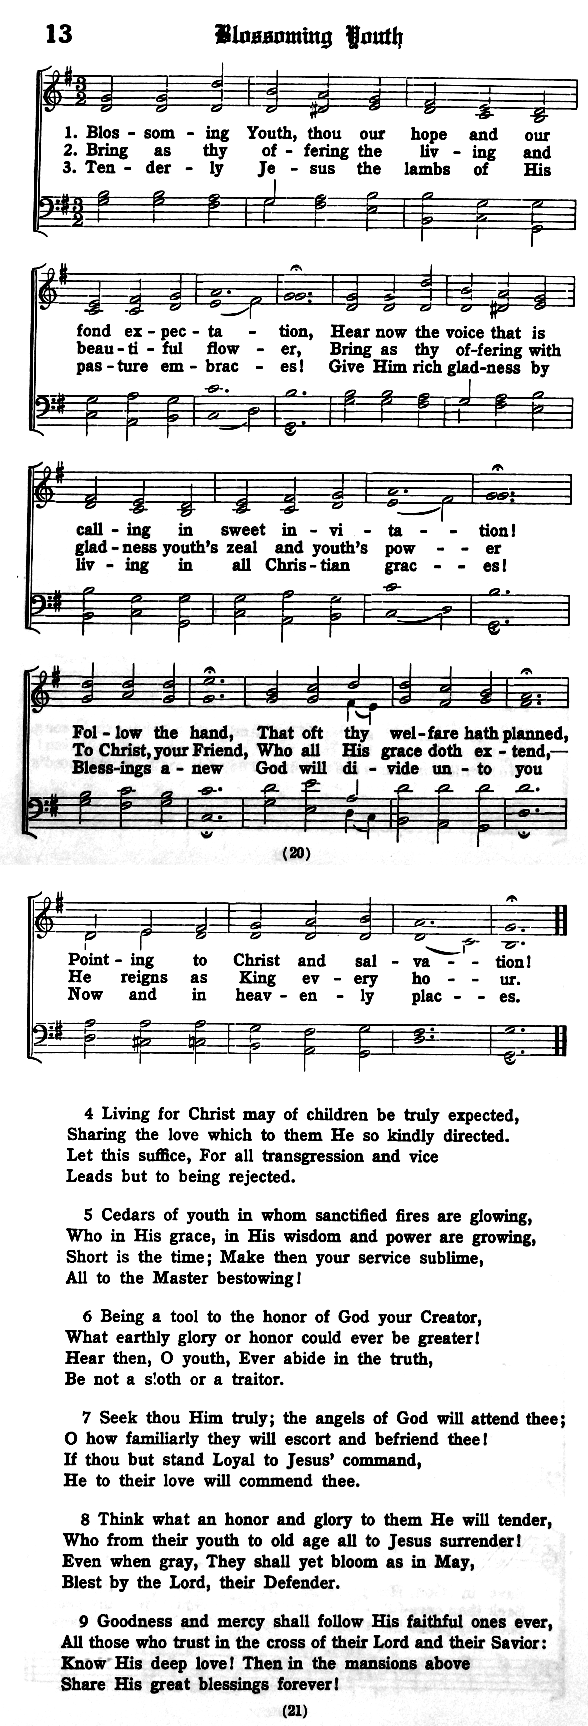 13 Blossoming Youth
1. Blos - som - ing Youth, thou our hope and our
2. Bring as thy of - fering the liv - ing and
3. Ten - der - ly Je - sus the lambs of His
fond ex - pec - ta - tion, Hear now the voice that is
beau - ti - ful flow - er, Bring as thy of-fering with
pas - ture em - brac - es! Give Him rich glad-ness by
call - ing in sweet in - vi - ta - tion!
glad - ness youth's zeal and youth's pow - er
liv - ing in all Chris - tian grac - es!
Fol - low the hand, That oft thy wel - fare hath planned,
To Christ, your Friend, Who all His grace doth ex - tend,—
Bless-ings a - new God will di - vide un - to you
(20)
Point - ing to Christ and sal - va - tion!
He reigns as King ev - ery ho - ur.
Now and in heav - en - ly plac - es.
4 Living for Christ may of children be truly expected,
Sharing the love which to them He so kindly directed.
Let this suffice, For all transgression and vice
Leads but to being rejected.
5 Cedars of youth in whom sanctified fires are glowing,
Who in His grace, in His wisdom and power are growing,
Short is the time; Make then your service sublime,
All to the Master bestowing!
6 Being a tool to the honor of God your Creator,
What earthly glory or honor could ever be greater!
Hear then, O youth, Ever abide in the truth,
Be not a sloth or a traitor.
7 Seek thou Him truly; the angels of God will attend thee;
O how familiarly they will escort and befriend thee!
If thou but stand Loyal to Jesus' command,
He to their love will commend thee.
8 Think what an honor and glory to them He will tender,
Who from their youth to old age all to Jesus surrender!
Even when gray, They shall yet bloom as in May,
Blest by the Lord, their Defender.
9 Goodness and mercy shall follow His faithful ones ever,
All those who trust in the cross of their Lord and their Savior:
Know His deep love! Then in the mansions above
Share His great blessings forever!
(21)